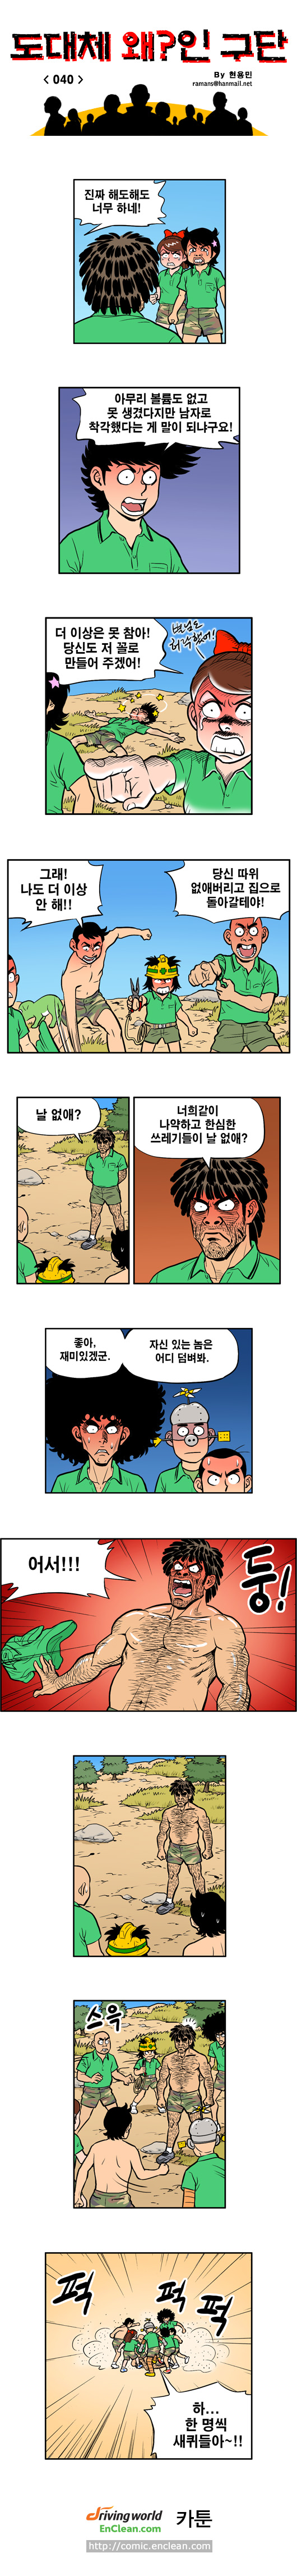 도대체 왜?인 구단
< 040 >
By 현용민
ramans@hanmail.net
진짜 해도해도
너무 하네!
아무리 볼륨도 없고
못 생겼다지만 남자로
착각했다는 게 말이 되냐구요!
더 이상은 못 참아!
당신도 저 꼴로
만들어 주겠어!
변님도
착각했어!
그래!
나도 더 이상
안 해!!
당신 따위
없애버리고 집으로
돌아갈테야!
날 없애?
너희같이
나약하고 한심한
쓰레기들이 날 없애?
좋아,
재미있겠군.
자신 있는 놈은
어디 덤벼봐.
어서!!!
둥!
스윽
퍽
퍽
퍽
하...
한 명씩
새퀴들아~!!
drivingworld
EnClean.com
카툰
http://comic.enclean.com